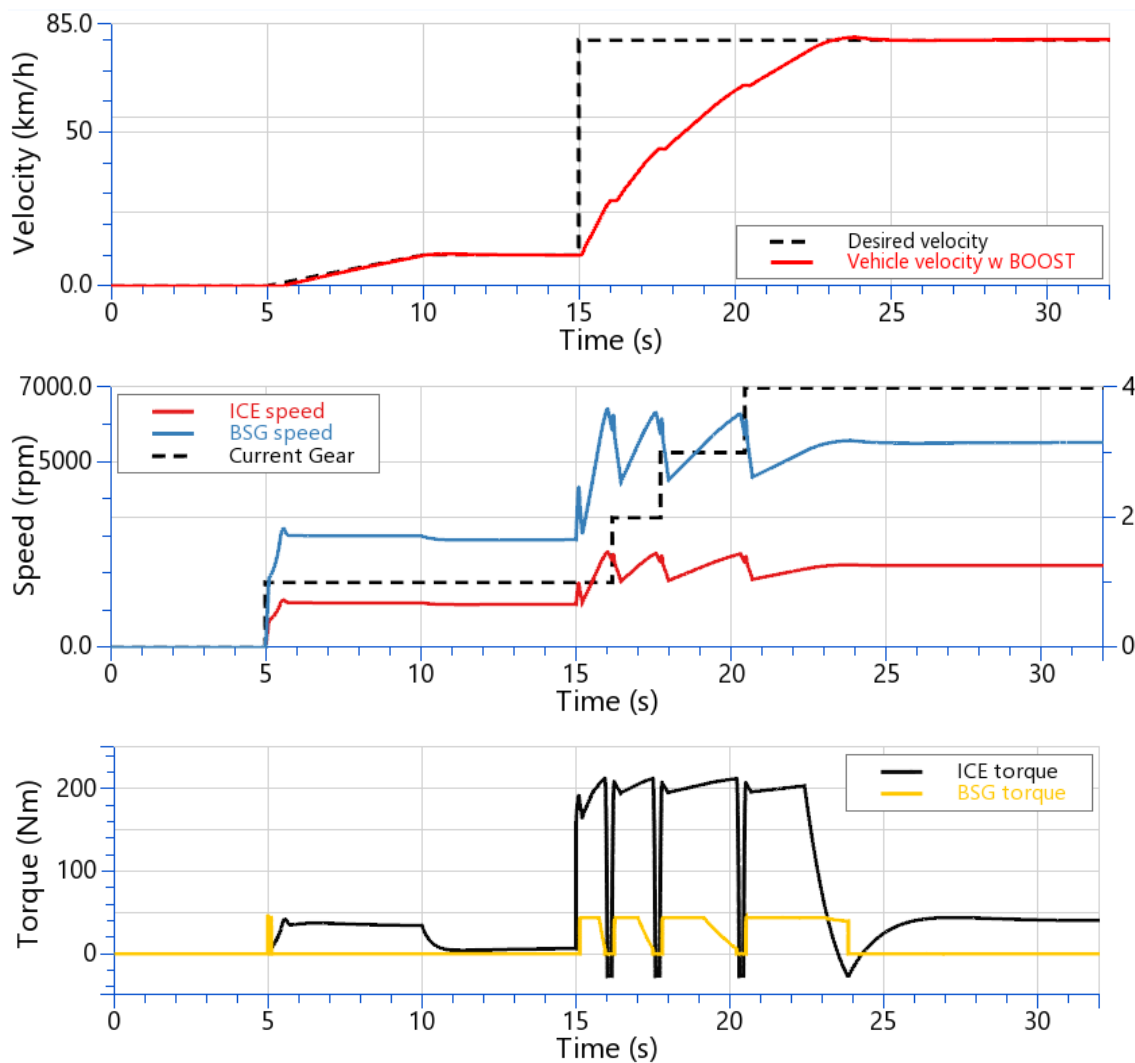 85.0
50
0.0
Velocity (km/h)
Desired velocity
Vehicle velocity w BOOST
0 5 10 15 20 25 30
Time (s)
7000.0
5000
0.0
Speed (rpm)
ICE speed
BSG speed
Current Gear
4
2
0
0 5 10 15 20 25 30
Time (s)
200
100
0
Torque (Nm)
ICE torque
BSG torque
0 5 10 15 20 25 30
Time (s)